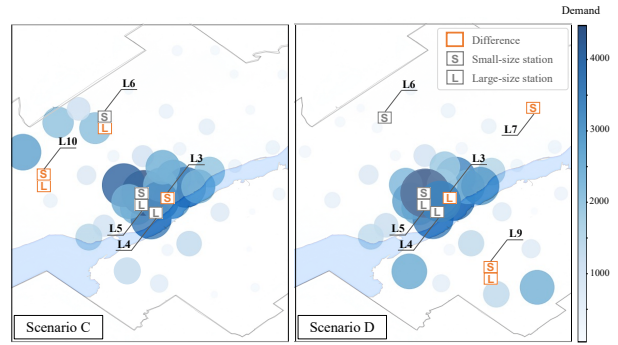 Demand
Difference
S Small-size station
L Large-size station
4000
3000
2000
1000
L6
S
L
L10
S
L
L3
S
S
L
L
L5
L4
Scenario C
L6
S
S
L7
L3
L
S
L
L
L5
L4
L9
S
L
Scenario D